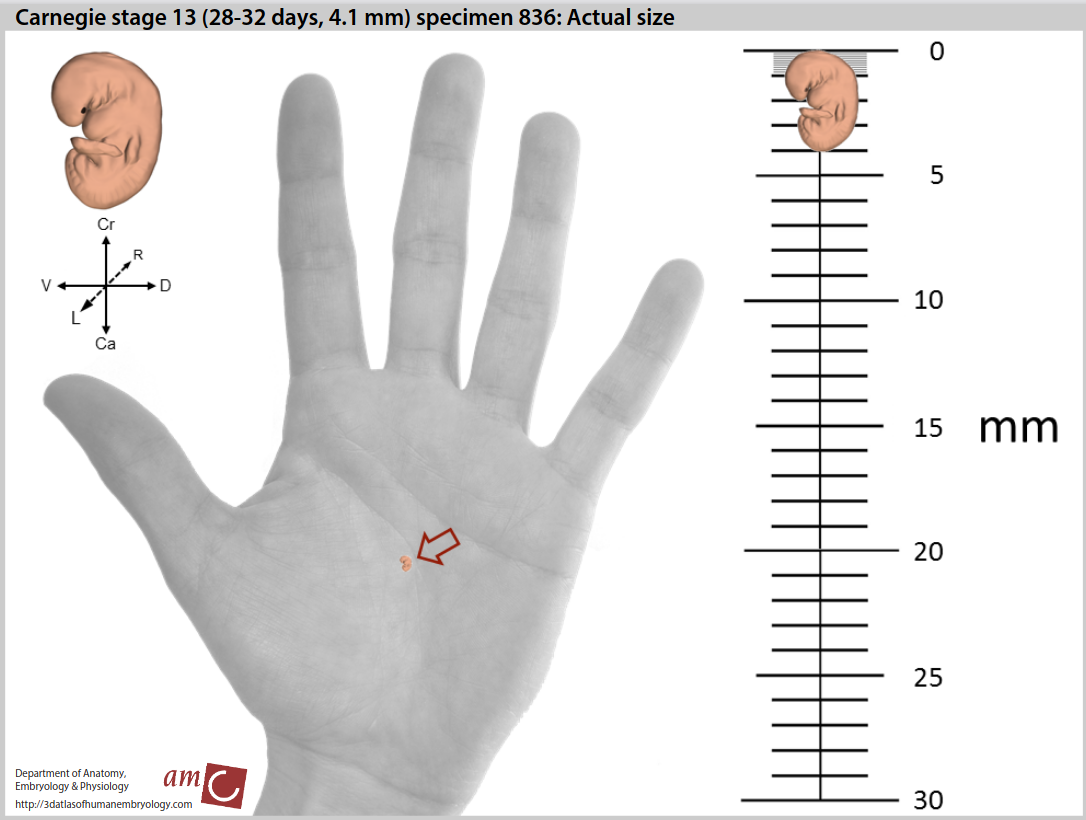 Carnegie stage 13 (28-32 days, 4.1 mm) specimen 836: Actual size
Cr
R
V
D
L
Ca
0
5
10
15
mm
20
25
30
Department of Anatomy,
Embryology & Physiology
http://3datlasofhumanembryology.com
amC